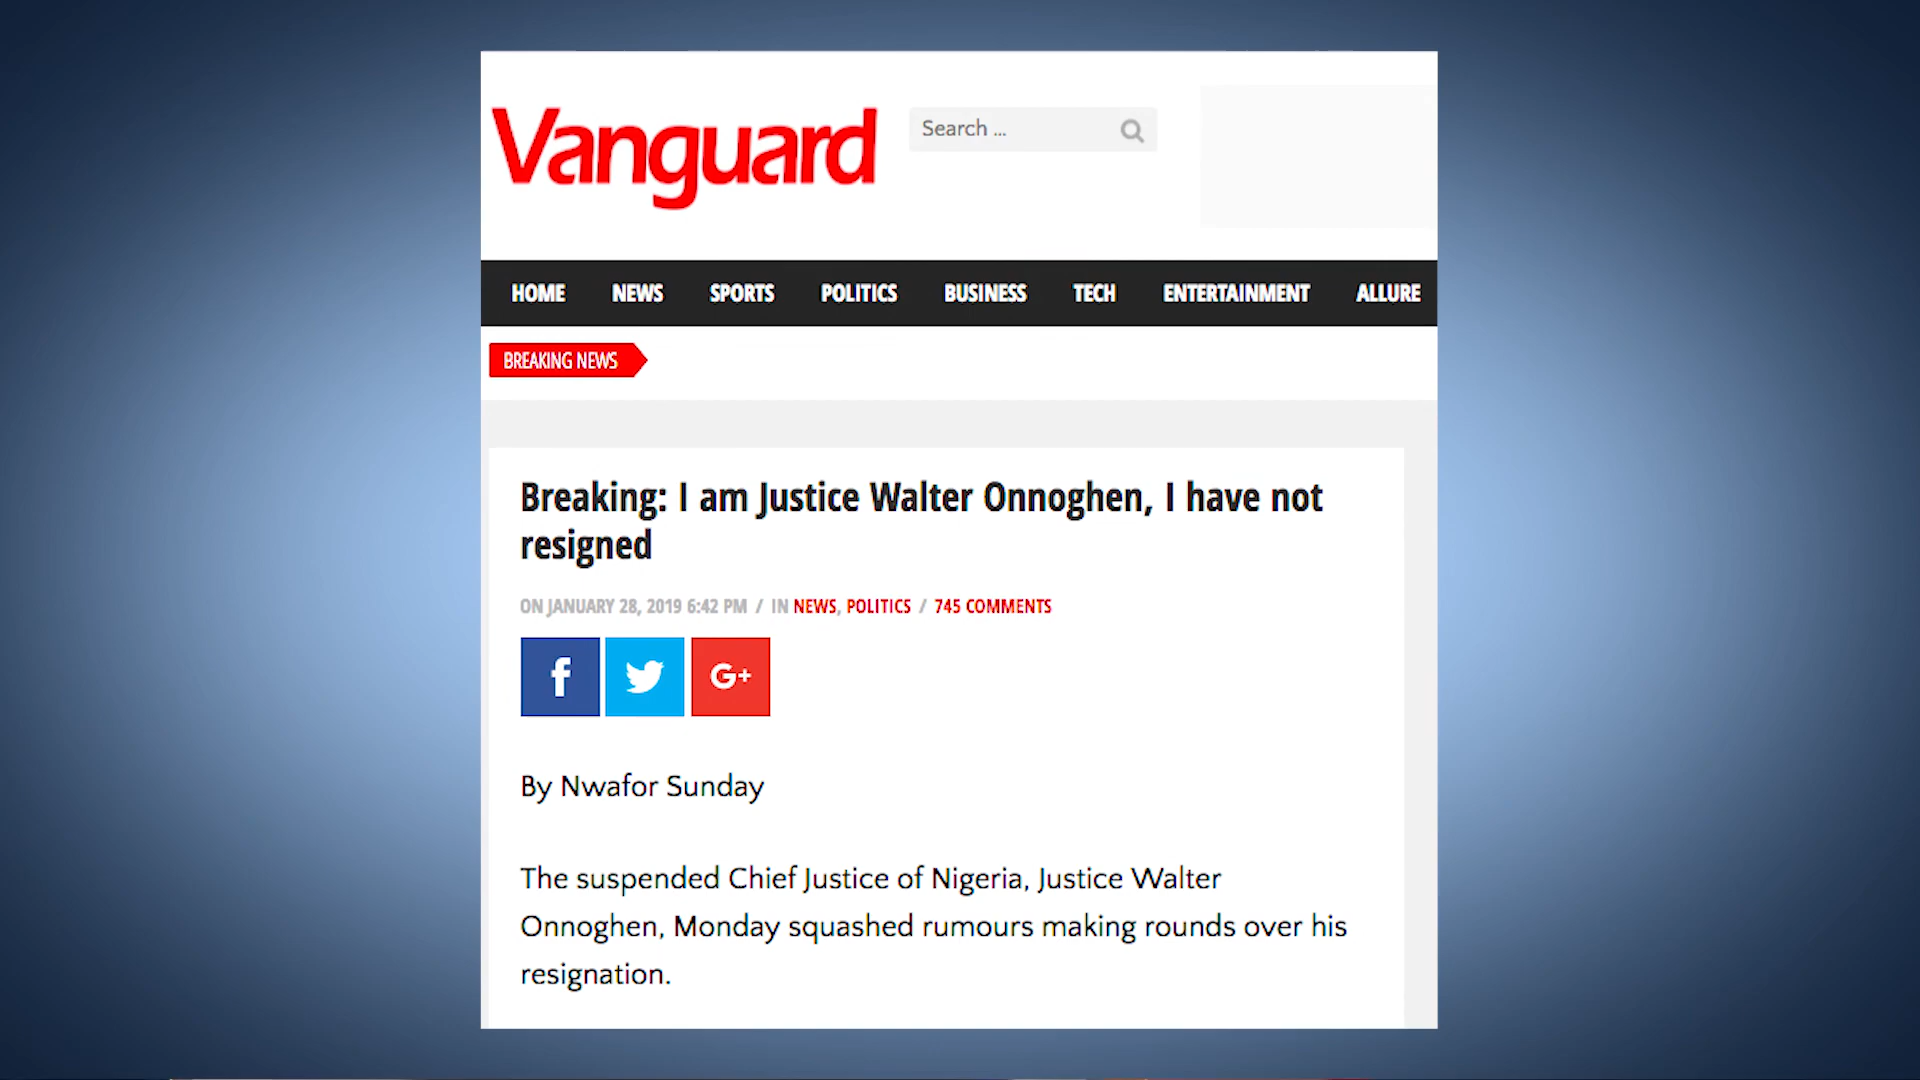 Vanguard
Search ...
HOME NEWS SPORTS POLITICS BUSINESS TECH ENTERTAINMENT ALLURE
BREAKING NEWS
Breaking: I am Justice Walter Onnoghen, I have not
resigned
ON JANUARY 28, 2019 6:42 PM / IN NEWS, POLITICS / 745 COMMENTS
f G+
By Nwafor Sunday
The suspended Chief Justice of Nigeria, Justice Walter
Onnoghen, Monday squashed rumours making rounds over his
resignation.